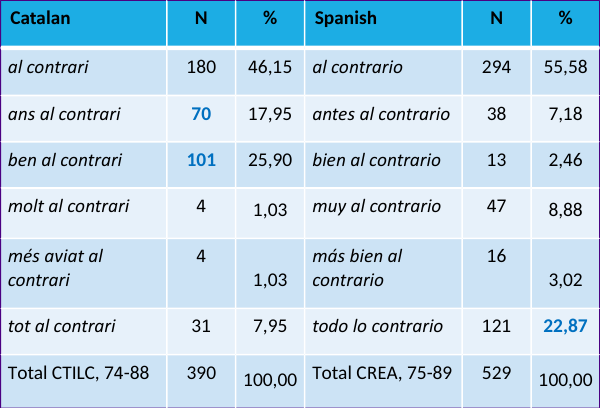 Catalan N % Spanish N %
al contrari 180 46,15 al contrario 294 55,58
ans al contrari 70 17,95 antes al contrario 38 7,18
ben al contrari 101 25,90 bien al contrario 13 2,46
molt al contrari 4 1,03 muy al contrario 47 8,88
més aviat al 4 más bien al 16
contrari 1,03 contrario 3,02
tot al contrari 31 7,95 todo lo contrario 121 22,87
Total CTILC, 74-88 390 100,00 Total CREA, 75-89 529 100,00